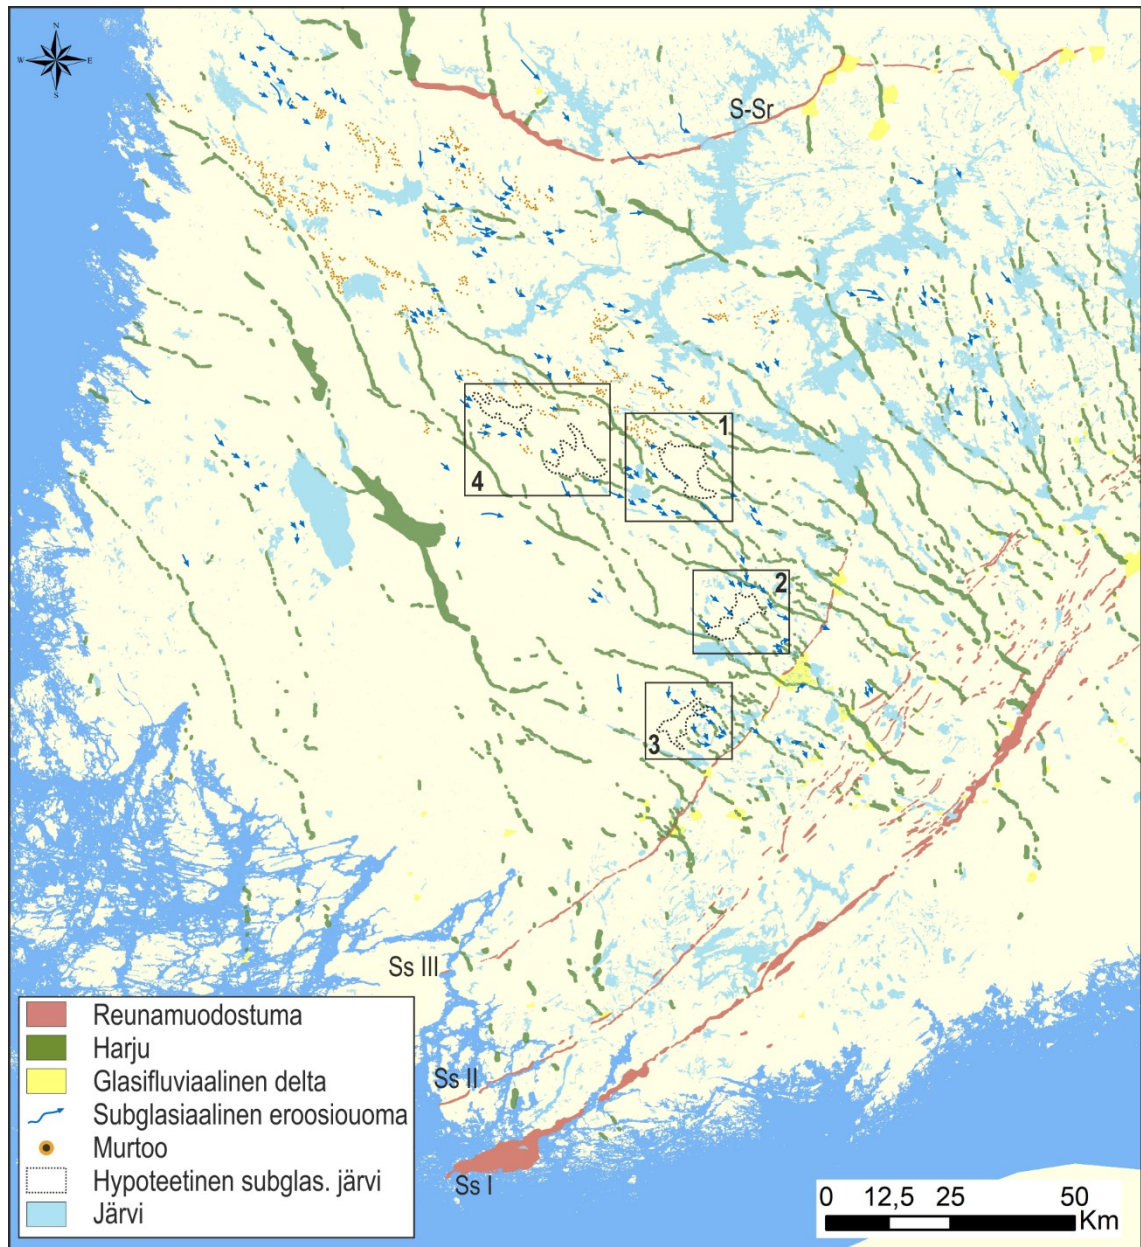 N
W E
S
S-Sr
1
4
2
3
Ss III
Reunamuodostuma
Harju
Glasifluviaalinen delta
Subglasiaalinen eroosiouoma
Murtoo
Hypoteetinen subglas. järvi
Järvi
Ss II
Ss I
0 12,5 25 50
Km